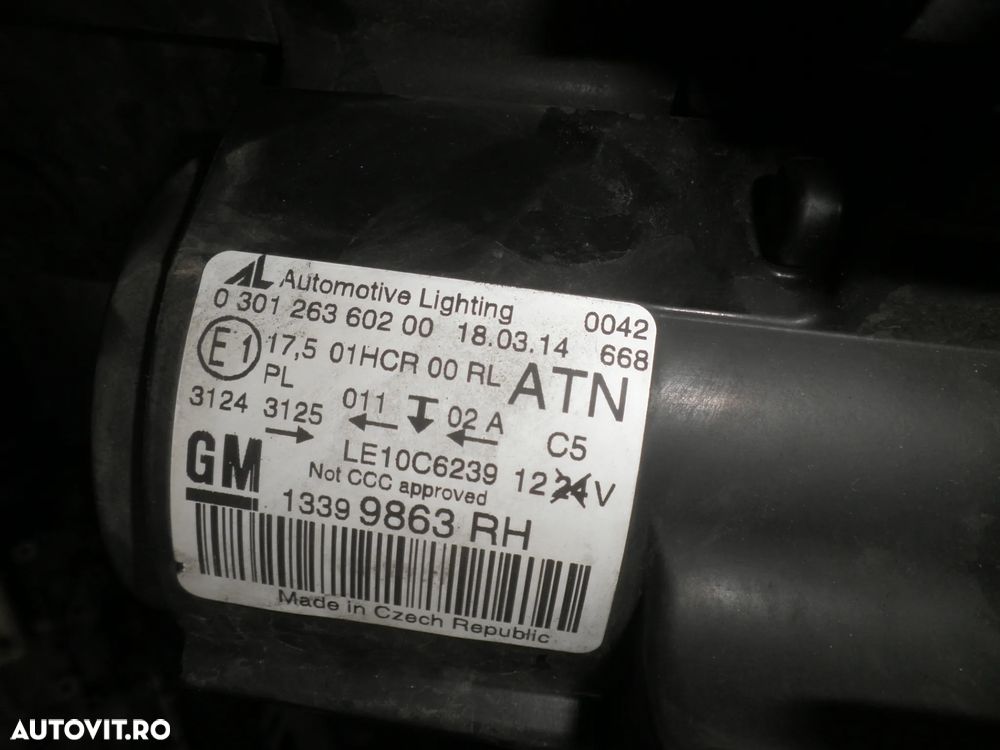 AL Automotive Lighting
0 301 263 602 00 18.03.14 0042
E1 17,5 01HCR 00 RL 668
PL ATN
3124 3125 011 02 A C5
LE10C6239 12 24 V
Not CCC approved
GM
1339 9863 RH
Made in Czech Republic
AUTOVIT.RO